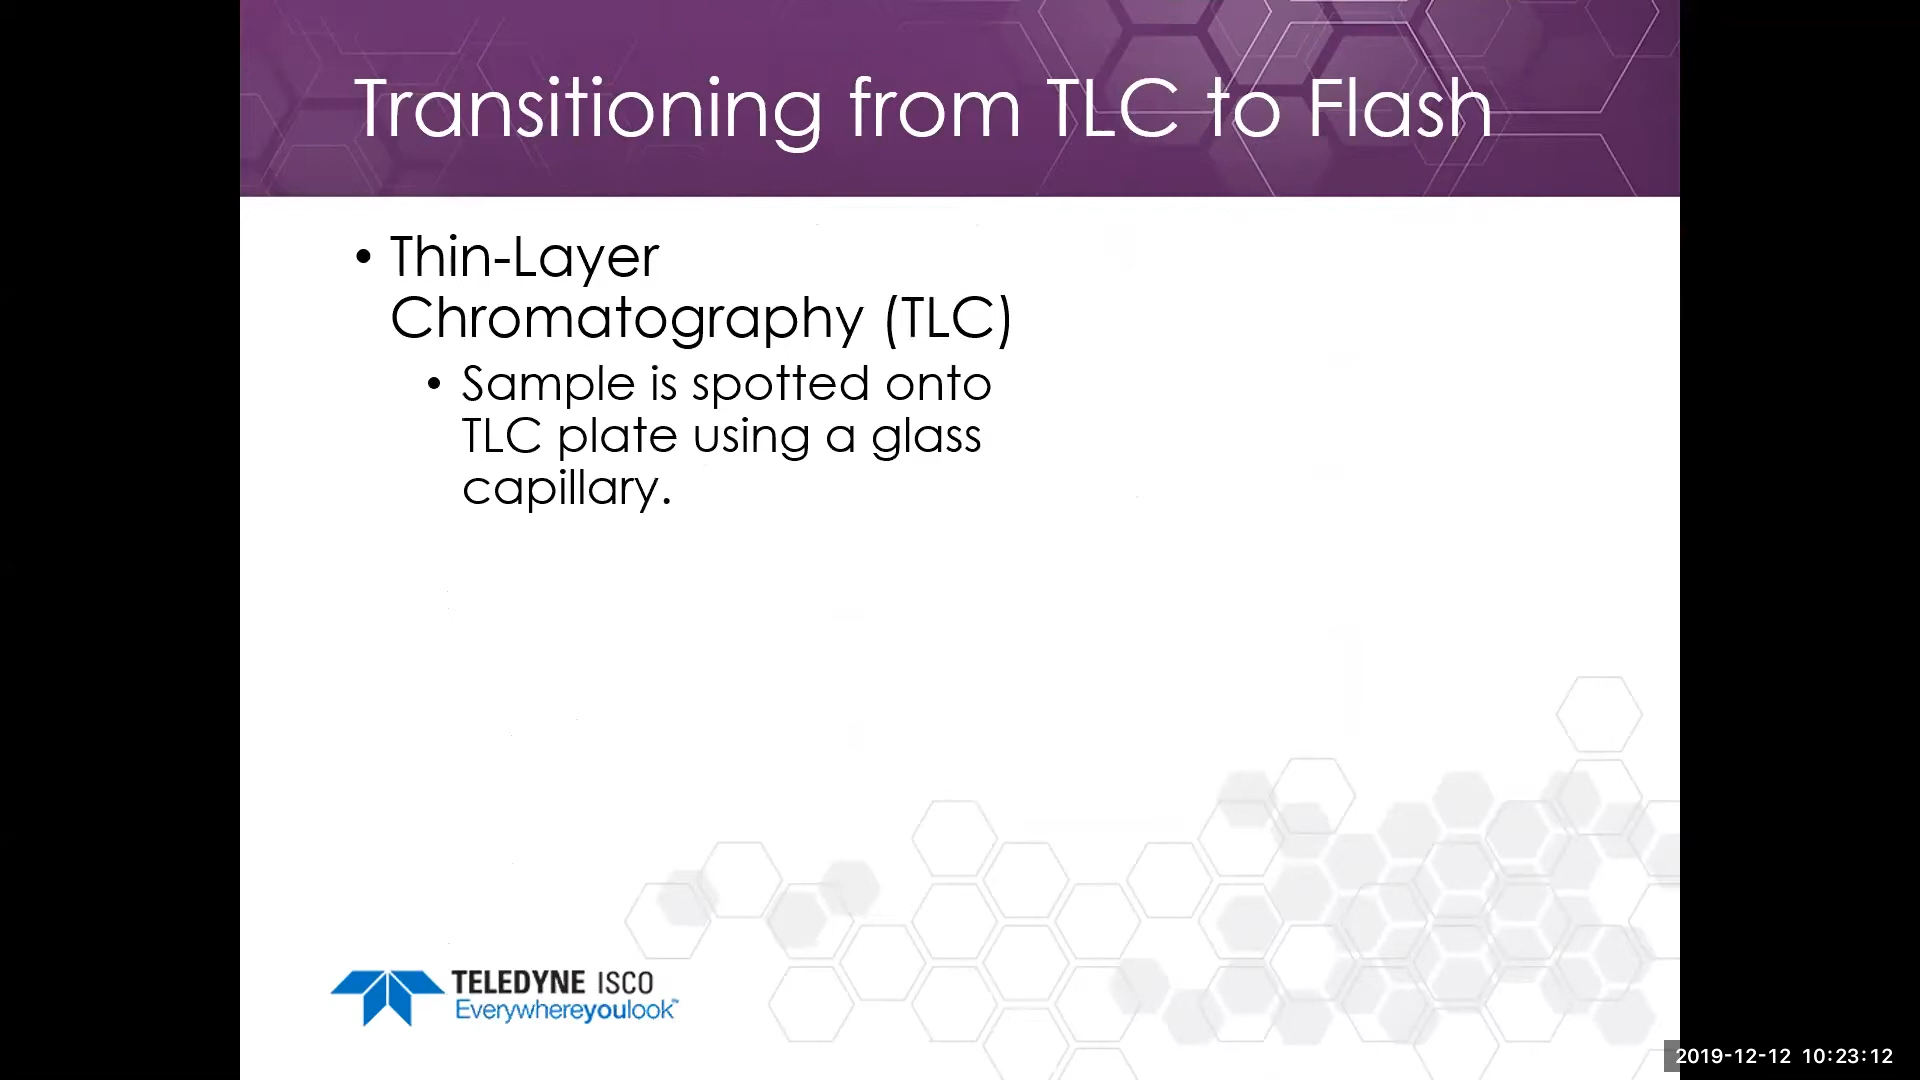 Transitioning from TLC to Flash
• Thin-Layer
Chromatography (TLC)
• Sample is spotted onto
TLC plate using a glass
capillary.
TELEDYNE ISCO
Everywhereyoulook™
2019-12-12 10:23:12